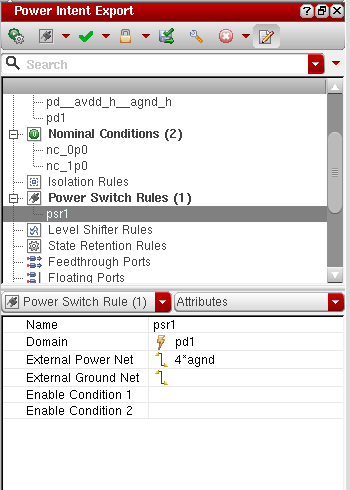 Power Intent Export
Search
pd__avdd_h__agnd_h
pd1
Nominal Conditions (2)
nc_0p0
nc_1p0
Isolation Rules
Power Switch Rules (1)
psr1
Level Shifter Rules
State Retention Rules
Feedthrough Ports
Floating Ports
Power Switch Rule (1) Attributes
Name psr1
Domain pd1
External Power Net 4*agnd
External Ground Net
Enable Condition 1
Enable Condition 2